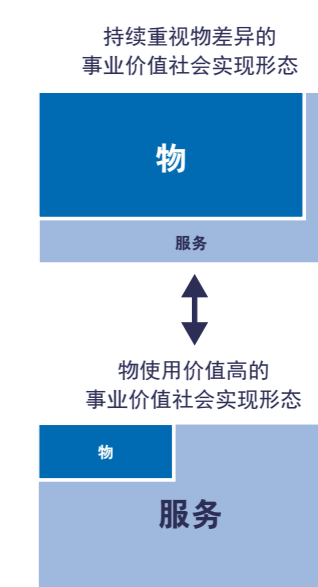 持续重视物差异的
事业价值社会实现形态
物
服务
物使用价值高的
事业价值社会实现形态
物
服务